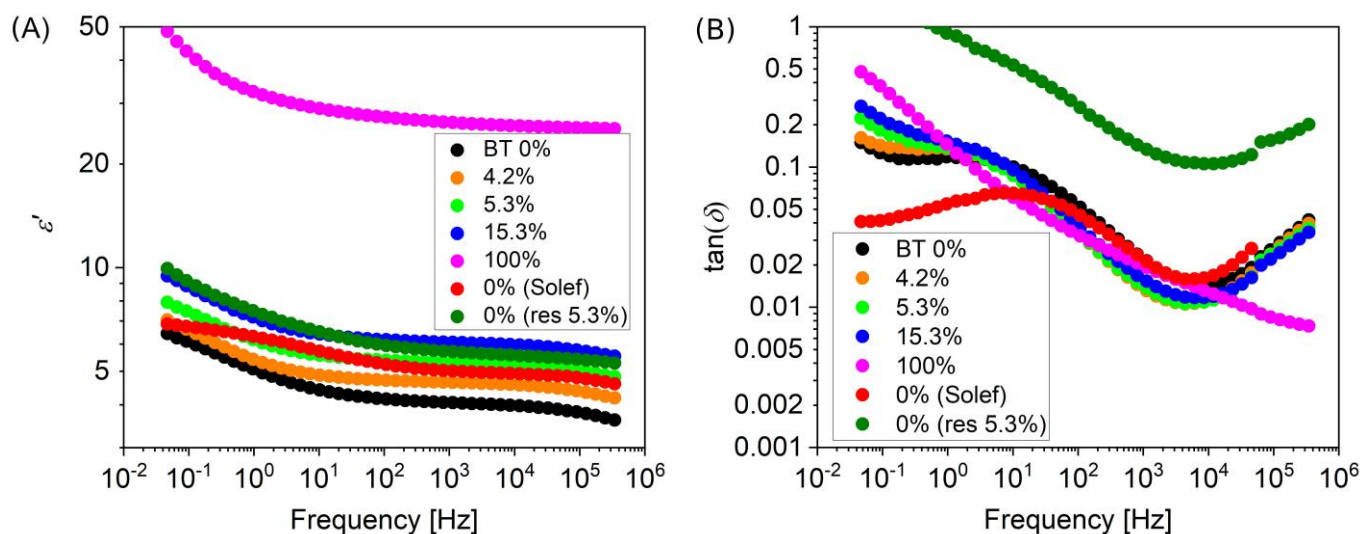 (A)
50
20
10
5
ε'
BT 0%
4.2%
5.3%
15.3%
100%
0% (Solef)
0% (res 5.3%)
10⁻² 10⁻¹ 10⁰ 10¹ 10² 10³ 10⁴ 10⁵ 10⁶
Frequency [Hz]
(B)
1
0.5
0.2
0.1
0.05
0.02
0.01
0.005
0.002
0.001
tan(δ)
BT 0%
4.2%
5.3%
15.3%
100%
0% (Solef)
0% (res 5.3%)
10⁻² 10⁻¹ 10⁰ 10¹ 10² 10³ 10⁴ 10⁵ 10⁶
Frequency [Hz]